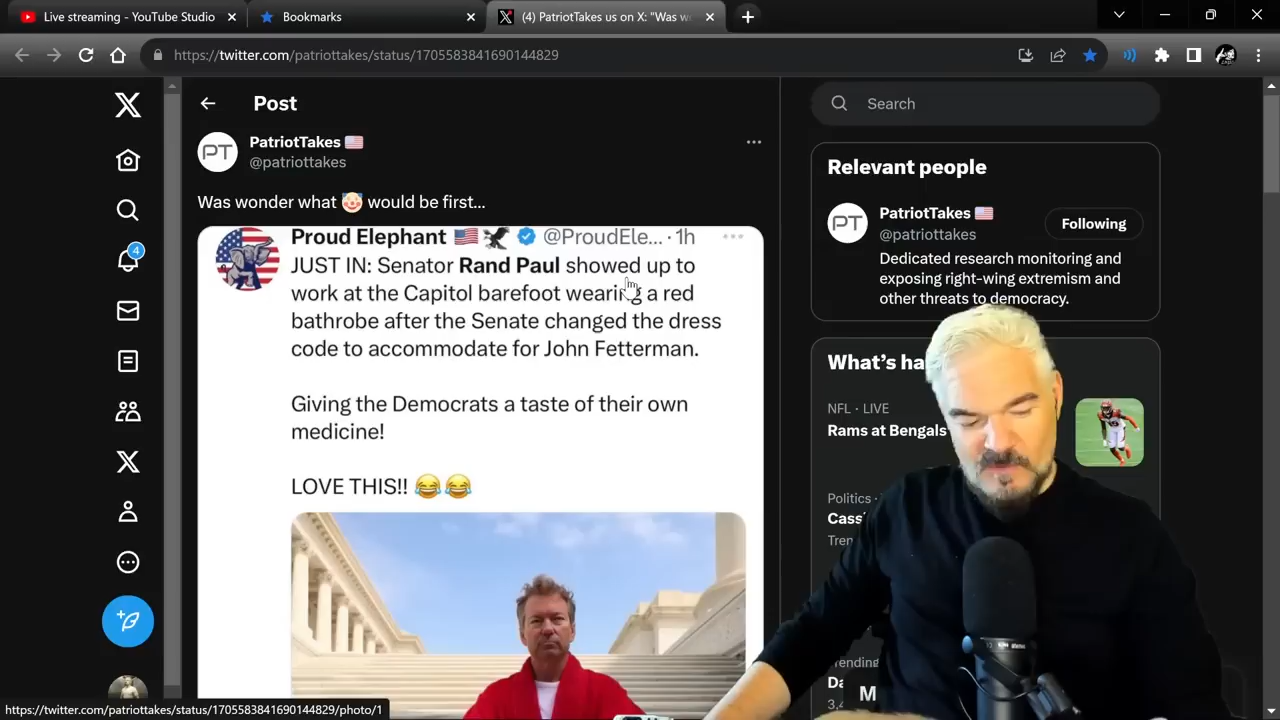 Live streaming - YouTube Studio
Bookmarks
(4) PatriotTakes us on X: "Was w
https://twitter.com/patriottakes/status/1705583841690144829
Post
Search
PatriotTakes
@patriottakes
Was wonder what would be first...
Proud Elephant @ProudEle... · 1h
JUST IN: Senator Rand Paul showed up to
work at the Capitol barefoot wearing a red
bathrobe after the Senate changed the dress
code to accommodate for John Fetterman.
Giving the Democrats a taste of their own
medicine!
LOVE THIS!!
4
PT
Relevant people
PT
PatriotTakes
@patriottakes
Following
Dedicated research monitoring and
exposing right-wing extremism and
other threats to democracy.
What's ha
NFL · LIVE
Rams at Bengals
Politics ·
Cass
Tren
Trending
Da
3,4
M
https://twitter.com/patriottakes/status/1705583841690144829/photo/1